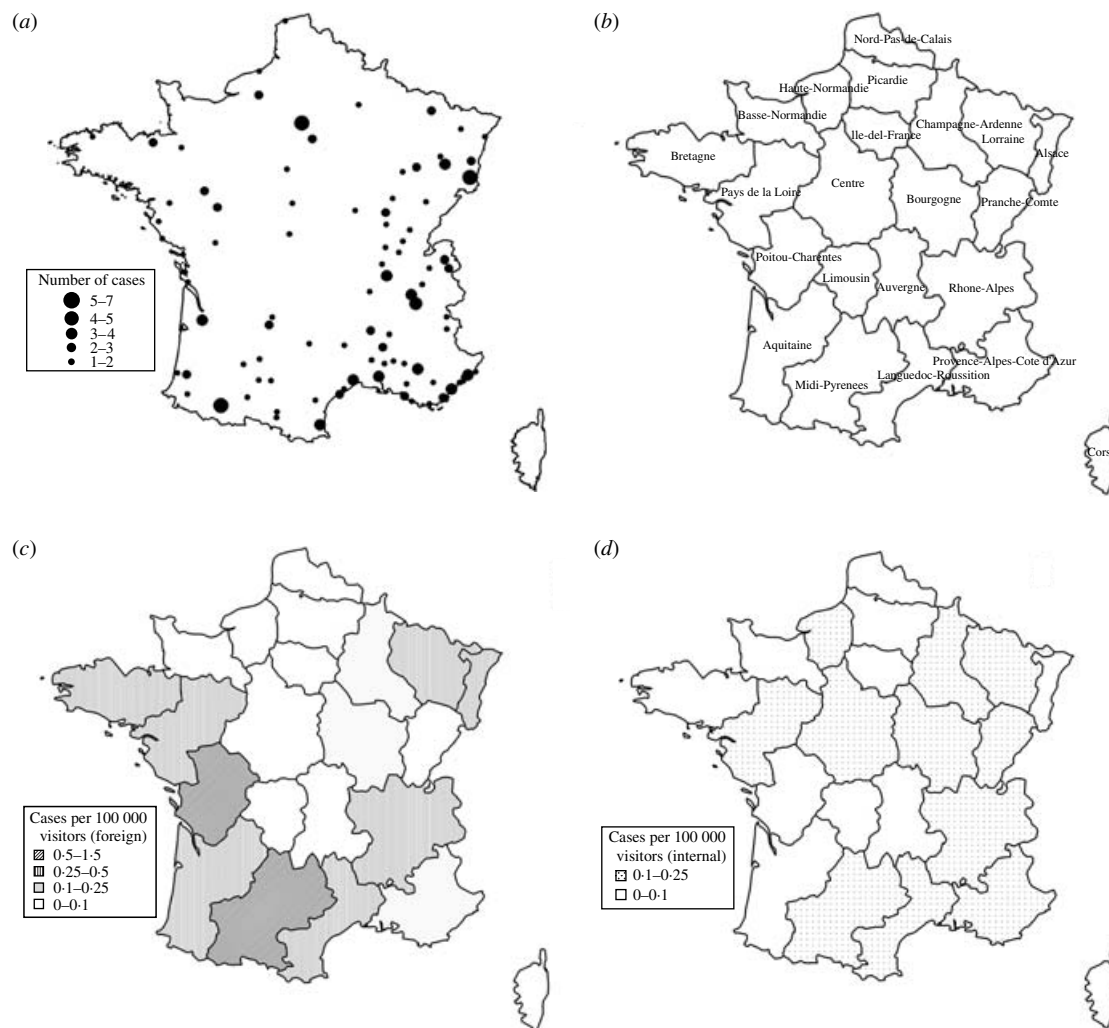 (a)
Number of cases
5–7
4–5
3–4
2–3
1–2
(b)
Nord-Pas-de-Calais
Picardie
Haute-Normandie
Basse-Normandie
Ile-del-France
Champagne-Ardenne
Lorraine
Alsace
Bretagne
Pays de la Loire
Centre
Bourgogne
Pranche-Comte
Poitou-Charentes
Limousin
Auvergne
Rhone-Alpes
Aquitaine
Midi-Pyrenees
Languedoc-Roussition
Provence-Alpes-Cote d'Azur
Cors
(c)
Cases per 100 000
visitors (foreign)
0·5–1·5
0·25–0·5
0·1–0·25
0–0·1
(d)
Cases per 100 000
visitors (internal)
0·1–0·25
0–0·1